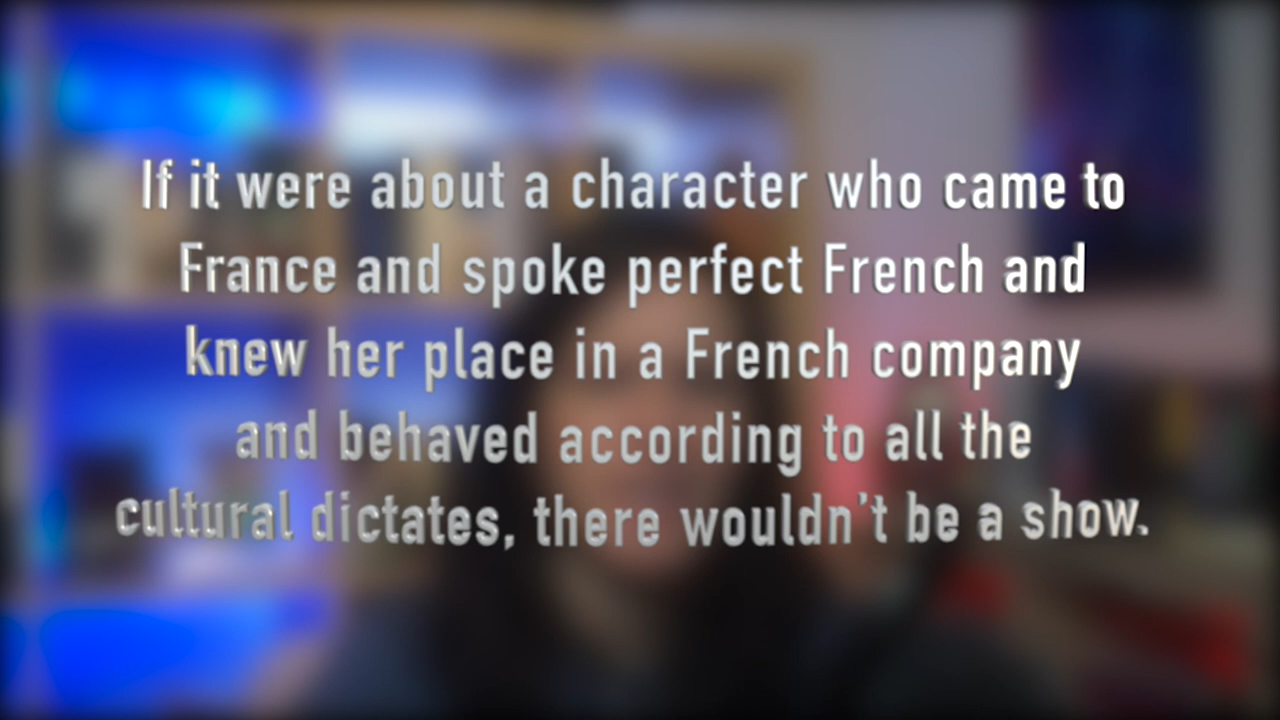 If it were about a character who came to
France and spoke perfect French and
knew her place in a French company
and behaved according to all the
cultural dictates, there wouldn't be a show.